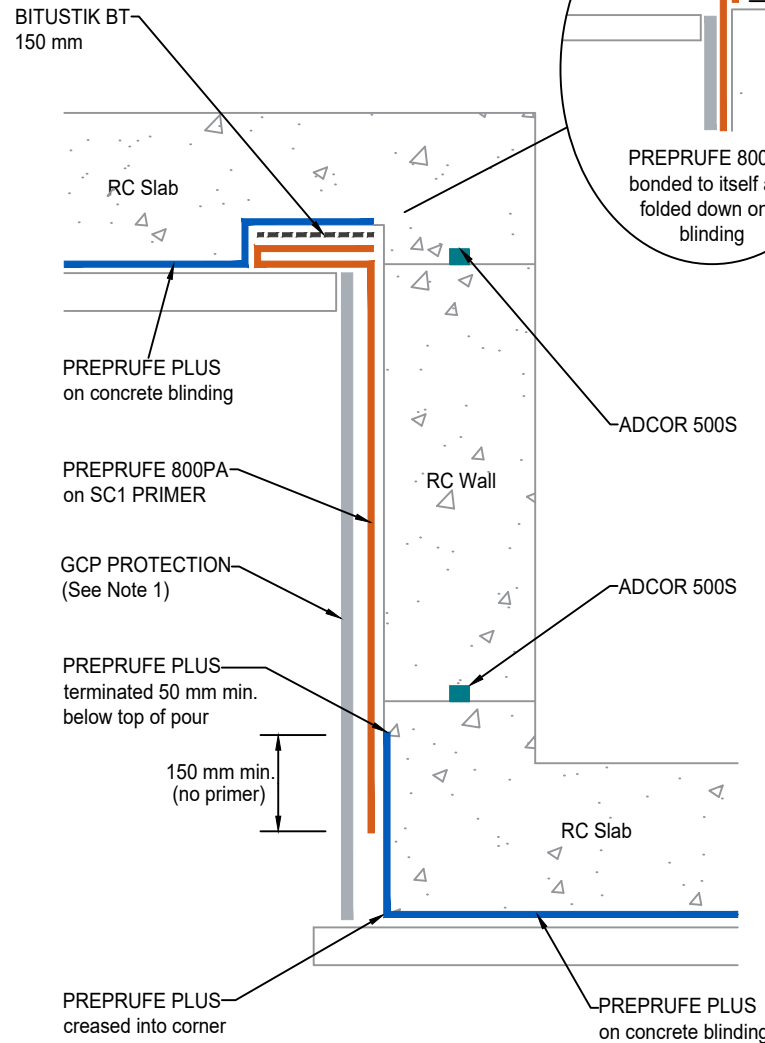 BITUSTIK BT
150 mm
PREPRUFE 800
bonded to itself a
folded down on
blinding
RC Slab
PREPRUFE PLUS
on concrete blinding
ADCOR 500S
PREPRUFE 800PA
on SC1 PRIMER
RC Wall
GCP PROTECTION
(See Note 1)
ADCOR 500S
PREPRUFE PLUS
terminated 50 mm min.
below top of pour
150 mm min.
(no primer)
RC Slab
PREPRUFE PLUS
creased into corner
PREPRUFE PLUS
on concrete blinding